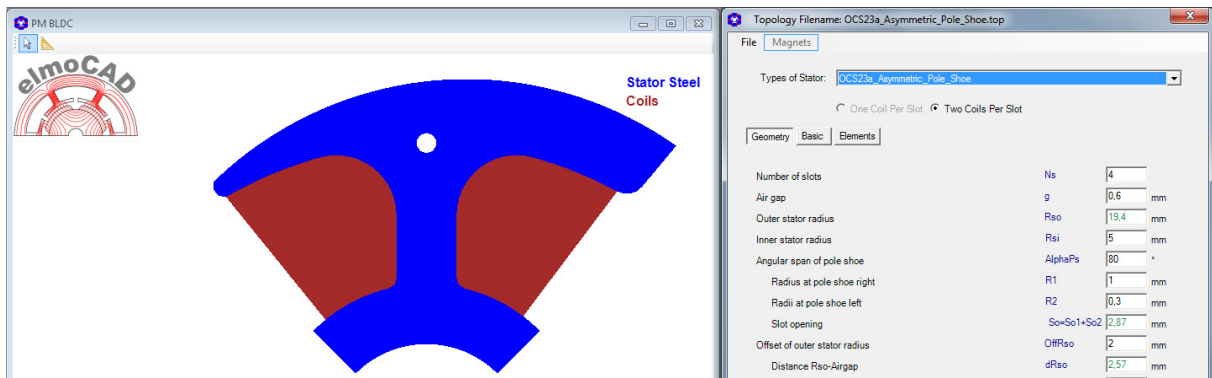 PM BLDC
elmoCAD
Stator Steel
Coils
Topology Filename: OCS23a_Asymmetric_Pole_Shoe.top
File Magnets
Types of Stator: OCS23a_Asymmetric_Pole_Shoe
One Coil Per Slot Two Coils Per Slot
Geometry Basic Elements
Number of slots Ns 4
Air gap g 0,6 mm
Outer stator radius Rso 19,4 mm
Inner stator radius Rsi 5 mm
Angular span of pole shoe AlphaPs 80 °
Radius at pole shoe right R1 1 mm
Radii at pole shoe left R2 0,3 mm
Slot opening So=So1+So2 2,87 mm
Offset of outer stator radius OffRso 2 mm
Distance Rso-Airgap dRso 2,57 mm